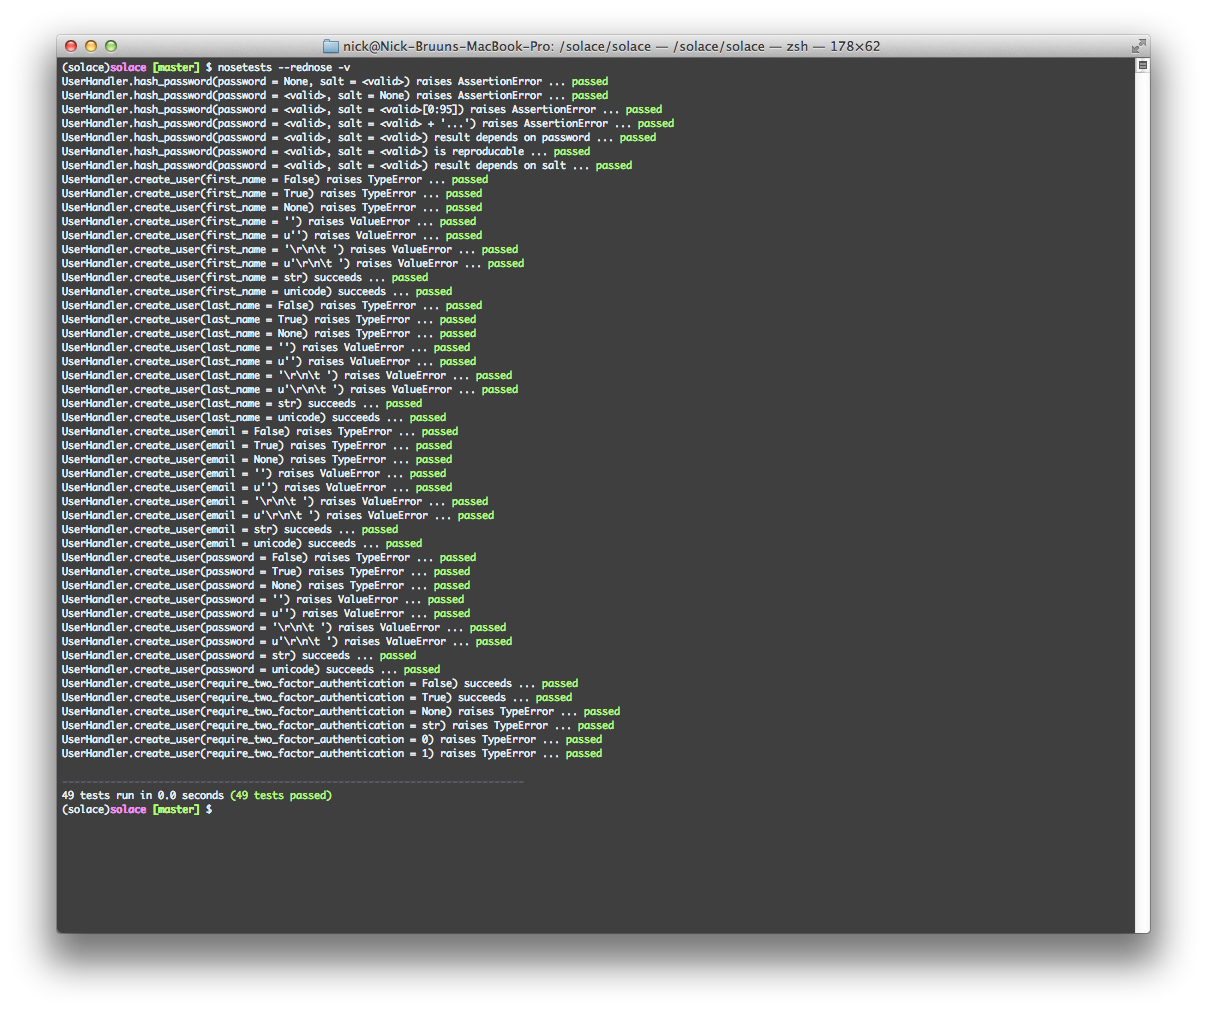 nick@Nick-Bruuns-MacBook-Pro: /solace/solace — /solace/solace — zsh — 178×62
(solace)solace [master] $ nosetests --rednose -v
UserHandler.hash_password(password = None, salt = <valid>) raises AssertionError ... passed
UserHandler.hash_password(password = <valid>, salt = None) raises AssertionError ... passed
UserHandler.hash_password(password = <valid>, salt = <valid>[0:95]) raises AssertionError ... passed
UserHandler.hash_password(password = <valid>, salt = <valid> + '...') raises AssertionError ... passed
UserHandler.hash_password(password = <valid>, salt = <valid>) result depends on password ... passed
UserHandler.hash_password(password = <valid>, salt = <valid>) is reproducable ... passed
UserHandler.hash_password(password = <valid>, salt = <valid>) result depends on salt ... passed
UserHandler.create_user(first_name = False) raises TypeError ... passed
UserHandler.create_user(first_name = True) raises TypeError ... passed
UserHandler.create_user(first_name = None) raises TypeError ... passed
UserHandler.create_user(first_name = '') raises ValueError ... passed
UserHandler.create_user(first_name = u'') raises ValueError ... passed
UserHandler.create_user(first_name = '\r\n\t ') raises ValueError ... passed
UserHandler.create_user(first_name = u'\r\n\t ') raises ValueError ... passed
UserHandler.create_user(first_name = str) succeeds ... passed
UserHandler.create_user(first_name = unicode) succeeds ... passed
UserHandler.create_user(last_name = False) raises TypeError ... passed
UserHandler.create_user(last_name = True) raises TypeError ... passed
UserHandler.create_user(last_name = None) raises TypeError ... passed
UserHandler.create_user(last_name = '') raises ValueError ... passed
UserHandler.create_user(last_name = u'') raises ValueError ... passed
UserHandler.create_user(last_name = '\r\n\t ') raises ValueError ... passed
UserHandler.create_user(last_name = u'\r\n\t ') raises ValueError ... passed
UserHandler.create_user(last_name = str) succeeds ... passed
UserHandler.create_user(last_name = unicode) succeeds ... passed
UserHandler.create_user(email = False) raises TypeError ... passed
UserHandler.create_user(email = True) raises TypeError ... passed
UserHandler.create_user(email = None) raises TypeError ... passed
UserHandler.create_user(email = '') raises ValueError ... passed
UserHandler.create_user(email = u'') raises ValueError ... passed
UserHandler.create_user(email = '\r\n\t ') raises ValueError ... passed
UserHandler.create_user(email = u'\r\n\t ') raises ValueError ... passed
UserHandler.create_user(email = str) succeeds ... passed
UserHandler.create_user(email = unicode) succeeds ... passed
UserHandler.create_user(password = False) raises TypeError ... passed
UserHandler.create_user(password = True) raises TypeError ... passed
UserHandler.create_user(password = None) raises TypeError ... passed
UserHandler.create_user(password = '') raises ValueError ... passed
UserHandler.create_user(password = u'') raises ValueError ... passed
UserHandler.create_user(password = '\r\n\t ') raises ValueError ... passed
UserHandler.create_user(password = u'\r\n\t ') raises ValueError ... passed
UserHandler.create_user(password = str) succeeds ... passed
UserHandler.create_user(password = unicode) succeeds ... passed
UserHandler.create_user(require_two_factor_authentication = False) succeeds ... passed
UserHandler.create_user(require_two_factor_authentication = True) succeeds ... passed
UserHandler.create_user(require_two_factor_authentication = None) raises TypeError ... passed
UserHandler.create_user(require_two_factor_authentication = str) raises TypeError ... passed
UserHandler.create_user(require_two_factor_authentication = 0) raises TypeError ... passed
UserHandler.create_user(require_two_factor_authentication = 1) raises TypeError ... passed
-----------------------------------------------------------------------------
49 tests run in 0.0 seconds (49 tests passed)
(solace)solace [master] $